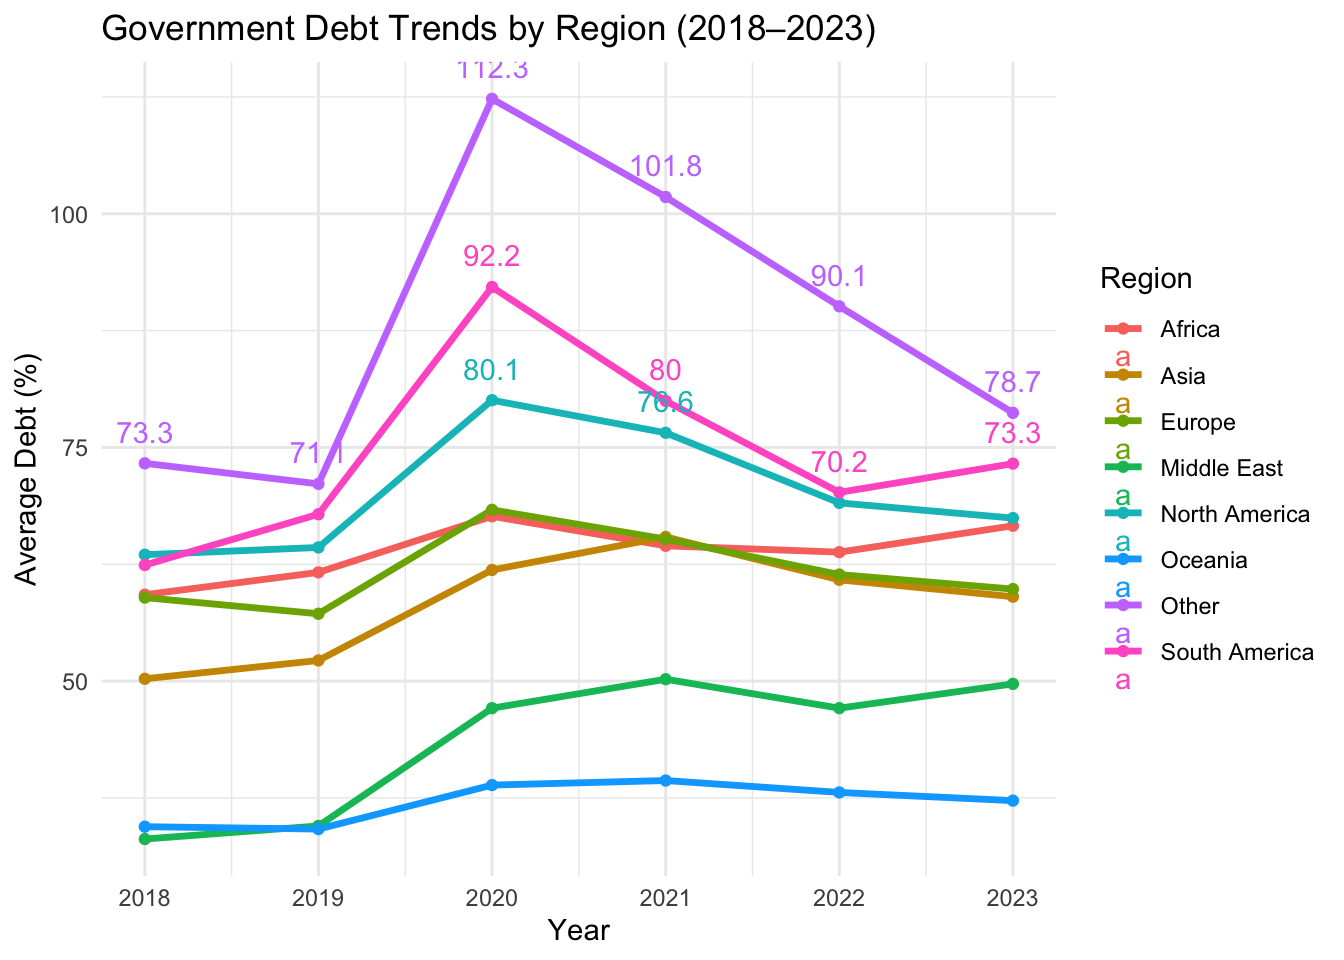 Government Debt Trends by Region (2018–2023)
112.3
101.8
100
92.2
90.1
80.1
80
78.7
76.6
73.3
71.1
73.3
75
70.2
50
Average Debt (%)
2018 2019 2020 2021 2022 2023
Year
Region
Africa
a
Asia
a
Europe
a
Middle East
a
North America
a
Oceania
a
Other
a
South America
a